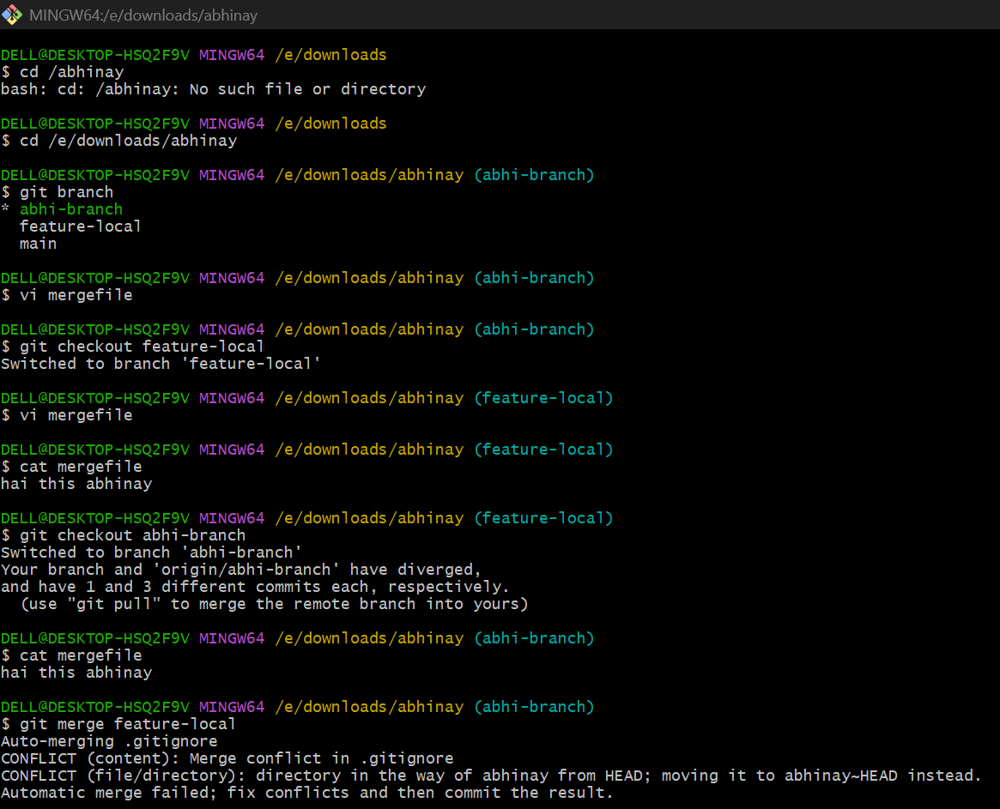 MINGW64:/e/downloads/abhinay
DELL@DESKTOP-HSQ2F9V MINGW64 /e/downloads
$ cd /abhinay
bash: cd: /abhinay: No such file or directory
DELL@DESKTOP-HSQ2F9V MINGW64 /e/downloads
$ cd /e/downloads/abhinay
DELL@DESKTOP-HSQ2F9V MINGW64 /e/downloads/abhinay (abhi-branch)
$ git branch
* abhi-branch
  feature-local
  main
DELL@DESKTOP-HSQ2F9V MINGW64 /e/downloads/abhinay (abhi-branch)
$ vi mergefile
DELL@DESKTOP-HSQ2F9V MINGW64 /e/downloads/abhinay (abhi-branch)
$ git checkout feature-local
Switched to branch 'feature-local'
DELL@DESKTOP-HSQ2F9V MINGW64 /e/downloads/abhinay (feature-local)
$ vi mergefile
DELL@DESKTOP-HSQ2F9V MINGW64 /e/downloads/abhinay (feature-local)
$ cat mergefile
hai this abhinay
DELL@DESKTOP-HSQ2F9V MINGW64 /e/downloads/abhinay (feature-local)
$ git checkout abhi-branch
Switched to branch 'abhi-branch'
Your branch and 'origin/abhi-branch' have diverged,
and have 1 and 3 different commits each, respectively.
  (use "git pull" to merge the remote branch into yours)
DELL@DESKTOP-HSQ2F9V MINGW64 /e/downloads/abhinay (abhi-branch)
$ cat mergefile
hai this abhinay
DELL@DESKTOP-HSQ2F9V MINGW64 /e/downloads/abhinay (abhi-branch)
$ git merge feature-local
Auto-merging .gitignore
CONFLICT (content): Merge conflict in .gitignore
CONFLICT (file/directory): directory in the way of abhinay from HEAD; moving it to abhinay~HEAD instead.
Automatic merge failed; fix conflicts and then commit the result.